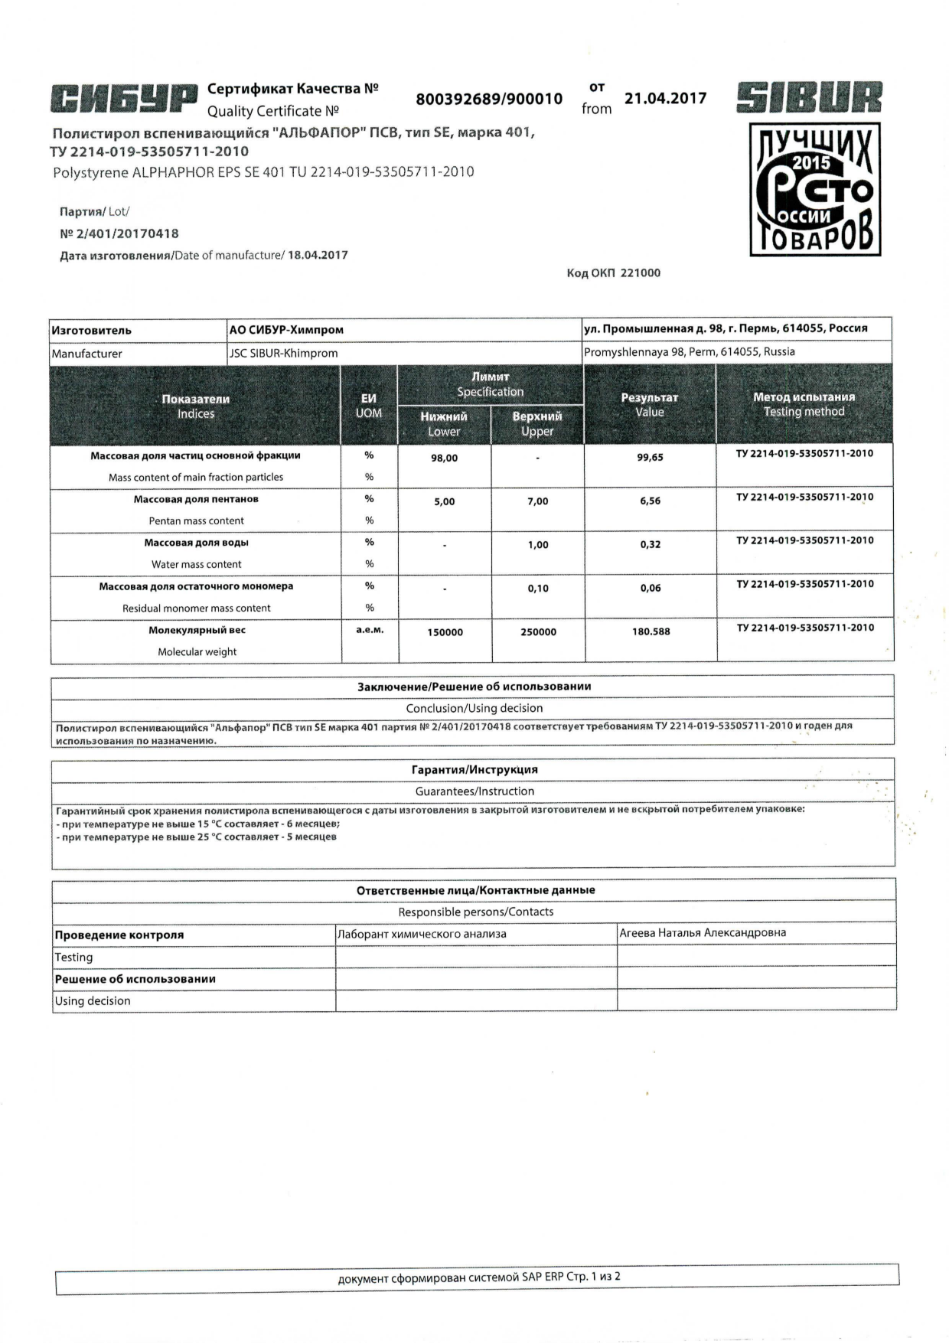 СИБУР
Сертификат Качества №
Quality Certificate №
800392689/900010
от
from
21.04.2017
SIBUR
Полистирол вспенивающийся "АЛЬФАПОР" ПСВ, тип SE, марка 401,
ТУ 2214-019-53505711-2010
Polystyrene ALPHAPHOR EPS SE 401 TU 2214-019-53505711-2010
ЛУЧШИХ
2015
СТО
РОССИИ
ТОВАРОВ
Партия/ Lot/
№ 2/401/20170418
Дата изготовления/Date of manufacture/ 18.04.2017
Код ОКП 221000
Изготовитель АО СИБУР-Химпром ул. Промышленная д. 98, г. Пермь, 614055, Россия
Manufacturer JSC SIBUR-Khimprom Promyshlennaya 98, Perm, 614055, Russia
Показатели
Indices
ЕИ
UOM
Лимит
Specification
Нижний
Lower
Верхний
Upper
Результат
Value
Метод испытания
Testing method
Массовая доля частиц основной фракции % 98,00 - 99,65 ТУ 2214-019-53505711-2010
Mass content of main fraction particles %
Массовая доля пентанов % 5,00 7,00 6,56 ТУ 2214-019-53505711-2010
Pentan mass content %
Массовая доля воды % - 1,00 0,32 ТУ 2214-019-53505711-2010
Water mass content %
Массовая доля остаточного мономера % - 0,10 0,06 ТУ 2214-019-53505711-2010
Residual monomer mass content %
Молекулярный вес а.е.м. 150000 250000 180.588 ТУ 2214-019-53505711-2010
Molecular weight
Заключение/Решение об использовании
Conclusion/Using decision
Полистирол вспенивающийся "Альфапор" ПСВ тип SE марка 401 партия № 2/401/20170418 соответствует требованиям ТУ 2214-019-53505711-2010 и годен для
использования по назначению.
Гарантия/Инструкция
Guarantees/Instruction
Гарантийный срок хранения полистирола вспенивающегося с даты изготовления в закрытой изготовителем и не вскрытой потребителем упаковке:
- при температуре не выше 15 °С составляет - 6 месяцев;
- при температуре не выше 25 °С составляет - 5 месяцев
Ответственные лица/Контактные данные
Responsible persons/Contacts
Проведение контроля Лаборант химического анализа Агеева Наталья Александровна
Testing
Решение об использовании
Using decision
документ сформирован системой SAP ERP Стр. 1 из 2